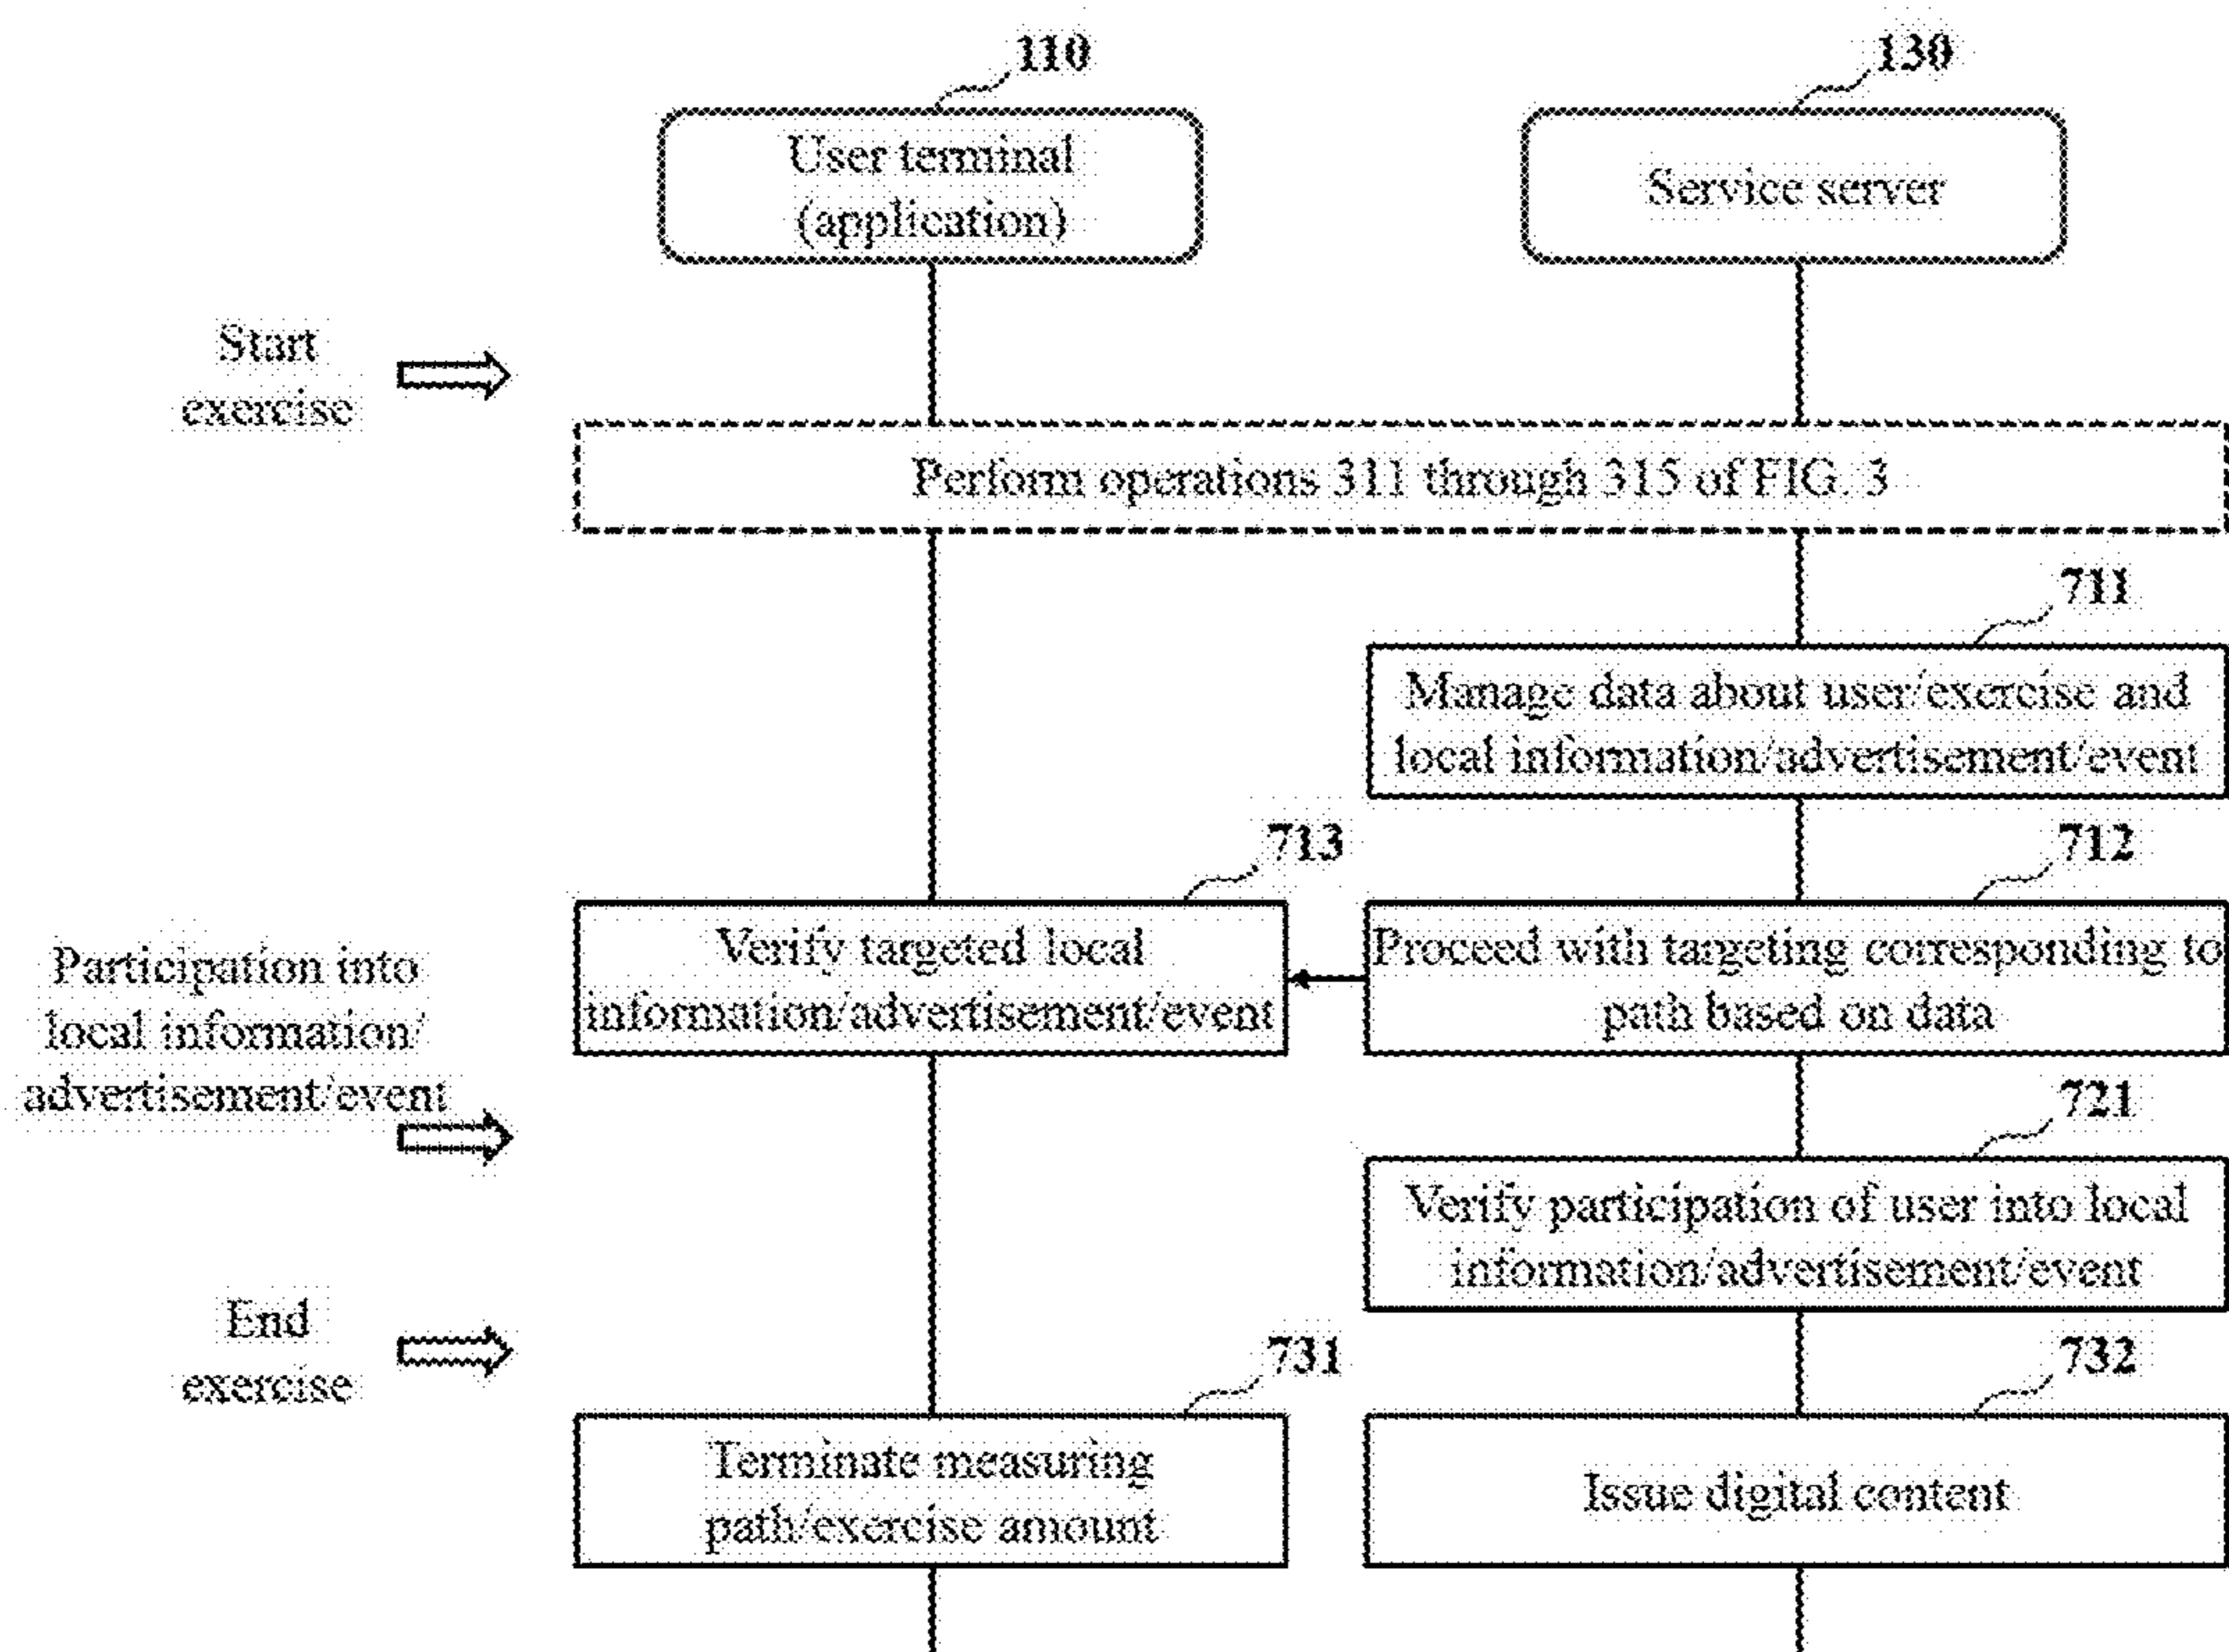 110
130
User terminal
(application)
Service server
Start
exercise
Perform operations 311 through 315 of FIG. 3
711
Manage data about user/exercise and
local information/advertisement/event
713
712
Verify targeted local
information/advertisement/event
Proceed with targeting corresponding to
path based on data
Participation into
local information/
advertisement/event
721
Verify participation of user into local
information/advertisement/event
End
exercise
731
732
Terminate measuring
path/exercise amount
Issue digital content